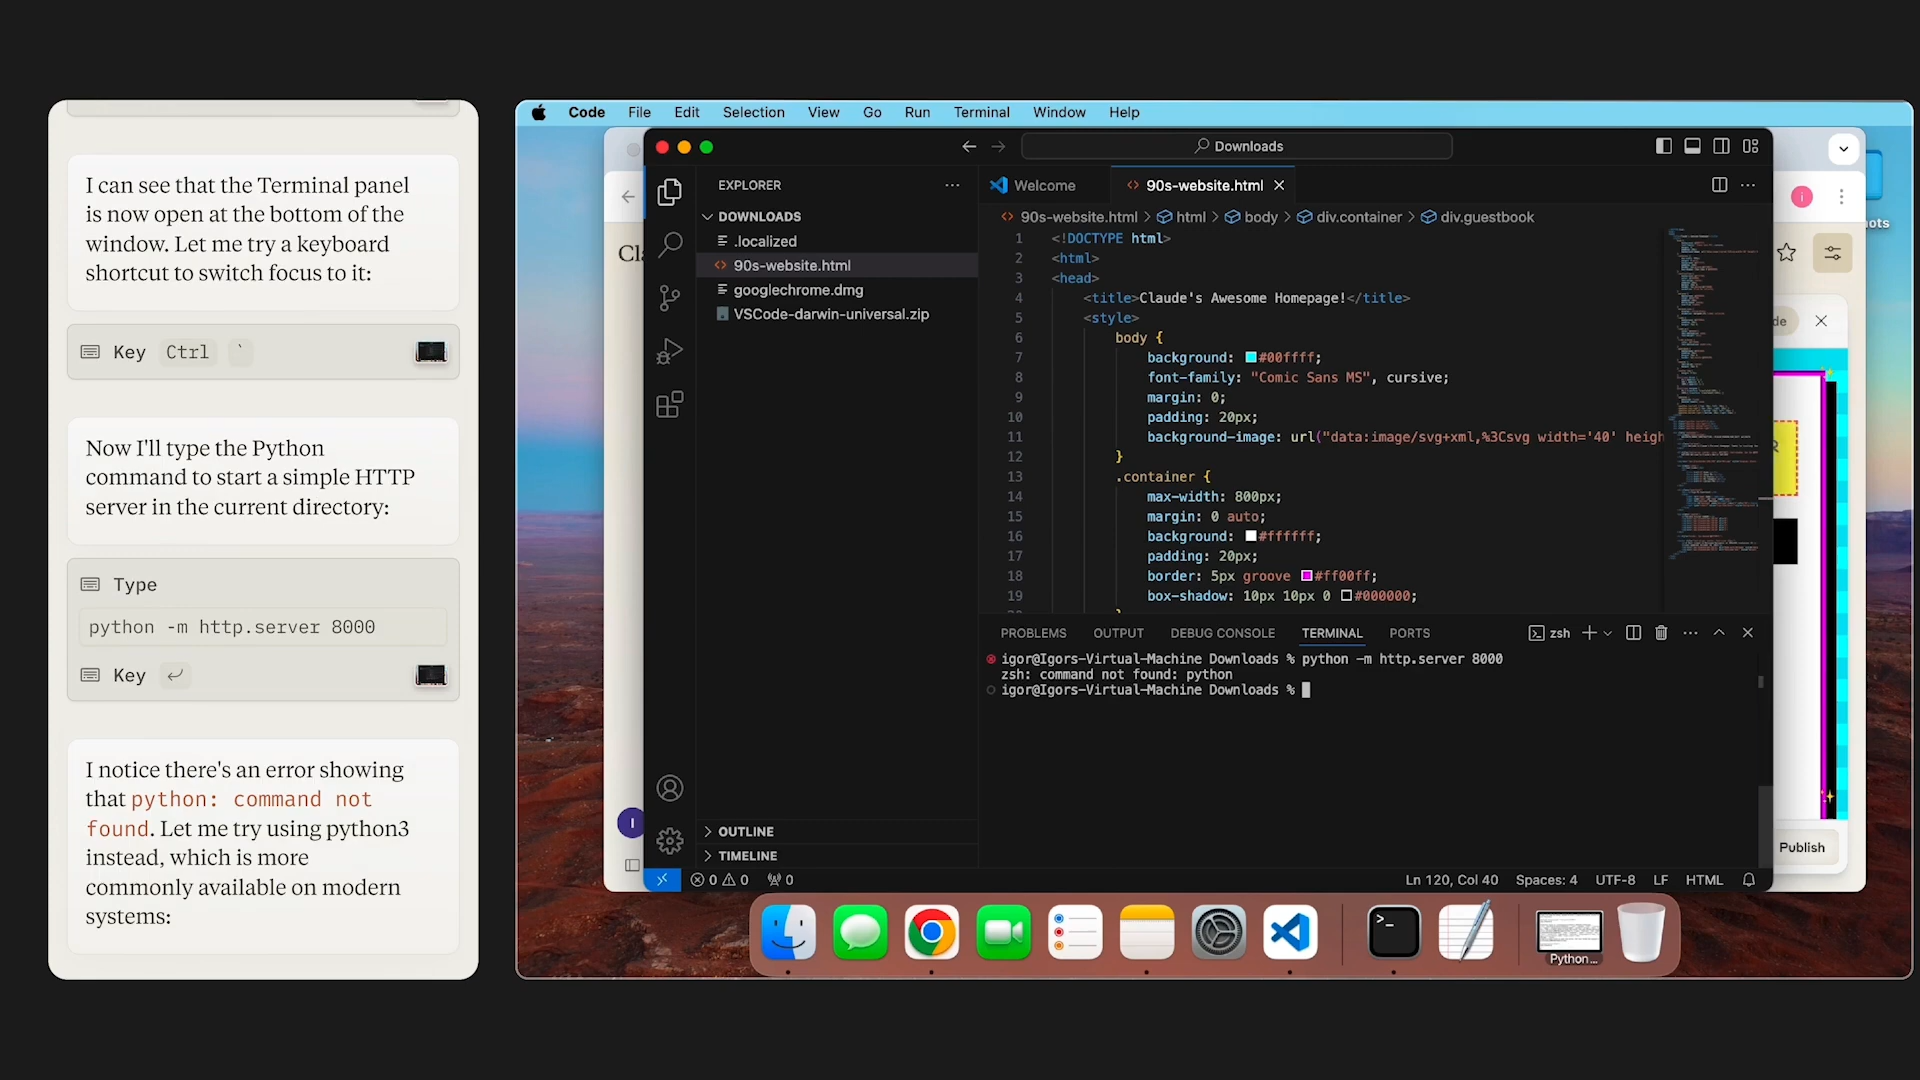 I can see that the Terminal panel
is now open at the bottom of the
window. Let me try a keyboard
shortcut to switch focus to it:
Key Ctrl `
Now I'll type the Python
command to start a simple HTTP
server in the current directory:
Type
python -m http.server 8000
Key
I notice there's an error showing
that python: command not
found. Let me try using python3
instead, which is more
commonly available on modern
systems:
Code File Edit Selection View Go Run Terminal Window Help
Downloads
EXPLORER
DOWNLOADS
.localized
90s-website.html
googlechrome.dmg
VSCode-darwin-universal.zip
OUTLINE
TIMELINE
Welcome 90s-website.html
90s-website.html > html > body > div.container > div.guestbook
1 <!DOCTYPE html>
2 <html>
3 <head>
4 <title>Claude's Awesome Homepage!</title>
5 <style>
6 body {
7 background: #00ffff;
8 font-family: "Comic Sans MS", cursive;
9 margin: 0;
10 padding: 20px;
11 background-image: url("data:image/svg+xml,%3Csvg width='40' heigh
12 }
13 .container {
14 max-width: 800px;
15 margin: 0 auto;
16 background: #ffffff;
17 padding: 20px;
18 border: 5px groove #ff00ff;
19 box-shadow: 10px 10px 0 #000000;
PROBLEMS OUTPUT DEBUG CONSOLE TERMINAL PORTS zsh
igor@Igors-Virtual-Machine Downloads % python -m http.server 8000
zsh: command not found: python
igor@Igors-Virtual-Machine Downloads %
0 0 0 Ln 120, Col 40 Spaces: 4 UTF-8 LF HTML
Cla
I
i
ots
de
Publish
Python...